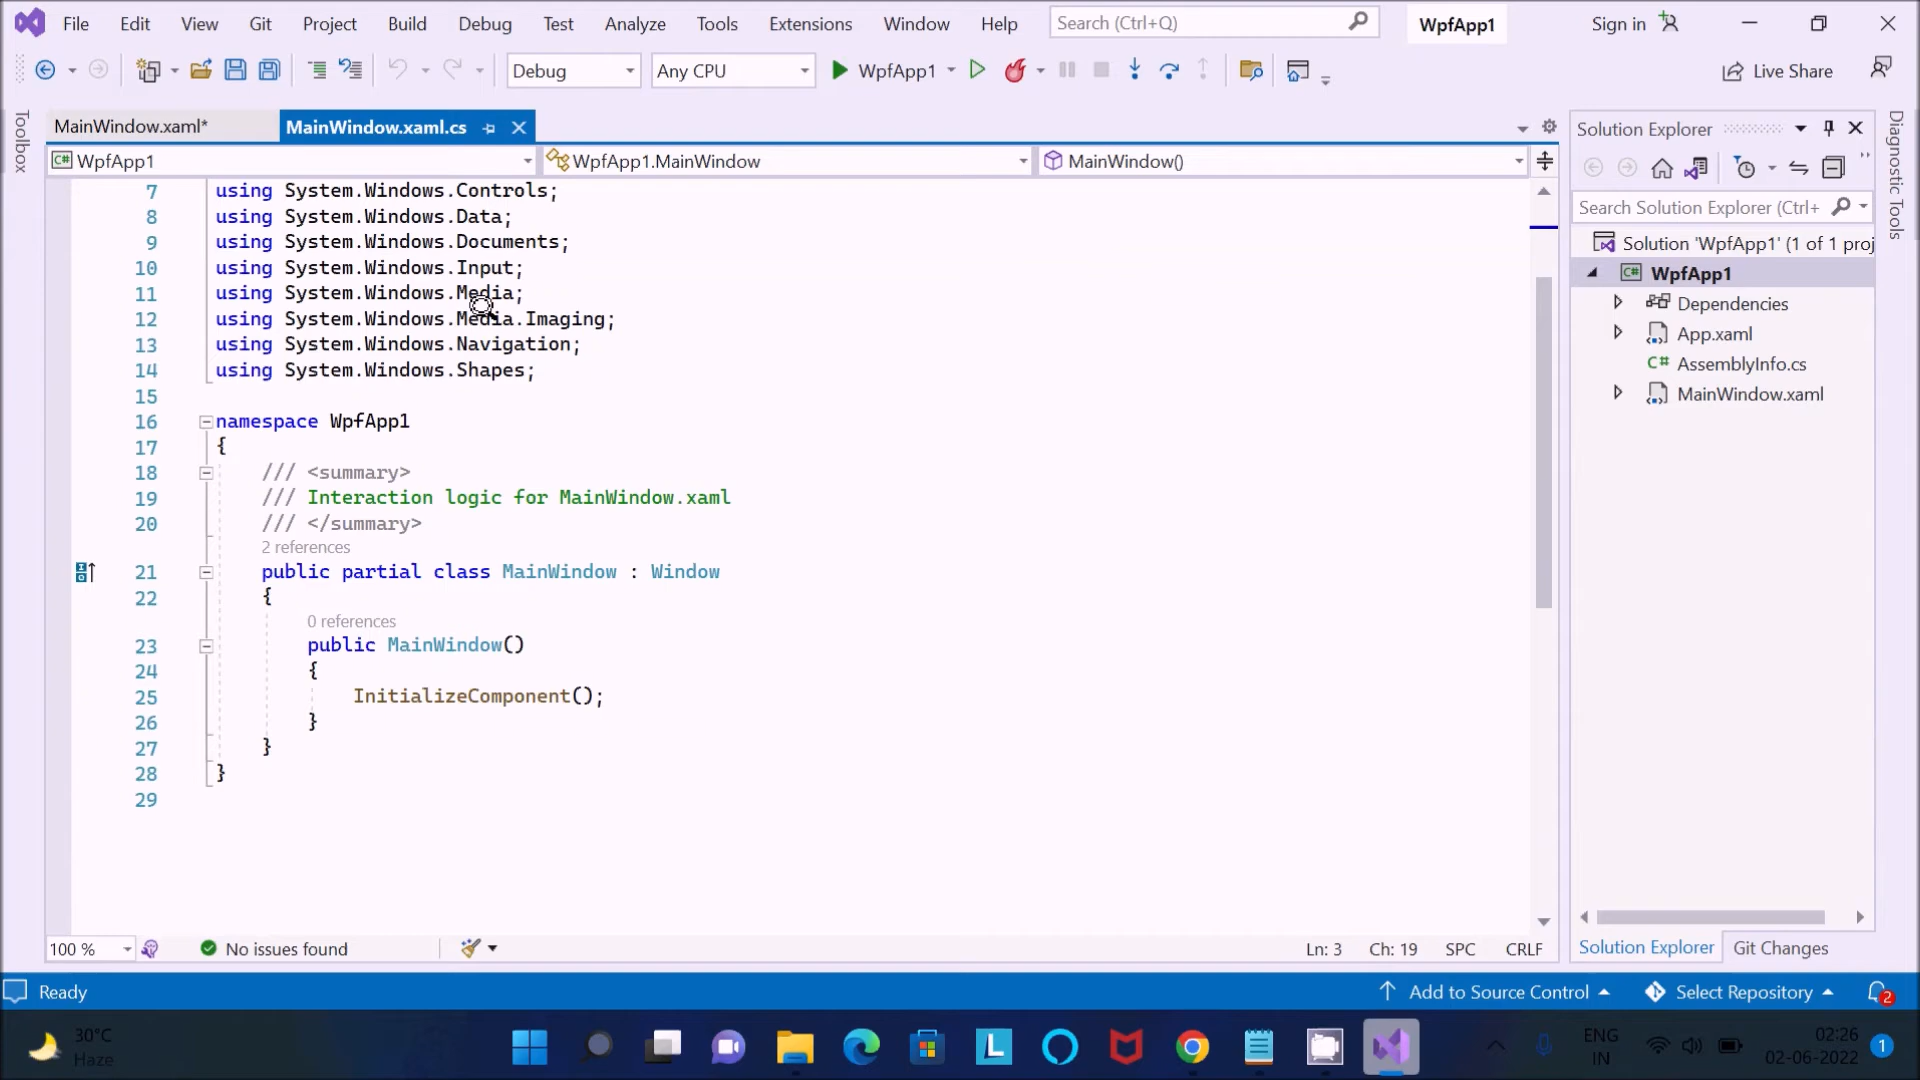 File Edit View Git Project Build Debug Test Analyze Tools Extensions Window Help Search (Ctrl+Q) WpfApp1 Sign in
Debug Any CPU WpfApp1 Live Share
Toolbox
MainWindow.xaml* MainWindow.xaml.cs
WpfApp1 WpfApp1.MainWindow MainWindow()
7 using System.Windows.Controls;
8 using System.Windows.Data;
9 using System.Windows.Documents;
10 using System.Windows.Input;
11 using System.Windows.Media;
12 using System.Windows.Media.Imaging;
13 using System.Windows.Navigation;
14 using System.Windows.Shapes;
15
16 namespace WpfApp1
17 {
18 /// <summary>
19 /// Interaction logic for MainWindow.xaml
20 /// </summary>
2 references
21 public partial class MainWindow : Window
22 {
0 references
23 public MainWindow()
24 {
25 InitializeComponent();
26 }
27 }
28 }
29
100 % No issues found Ln: 3 Ch: 19 SPC CRLF
Solution Explorer
Search Solution Explorer (Ctrl+
Solution 'WpfApp1' (1 of 1 proj
C# WpfApp1
Dependencies
App.xaml
C# AssemblyInfo.cs
MainWindow.xaml
Solution Explorer Git Changes
Diagnostic Tools
Ready Add to Source Control Select Repository 2
30°C
Haze
L
ENG
IN
02:26
02-06-2022
1